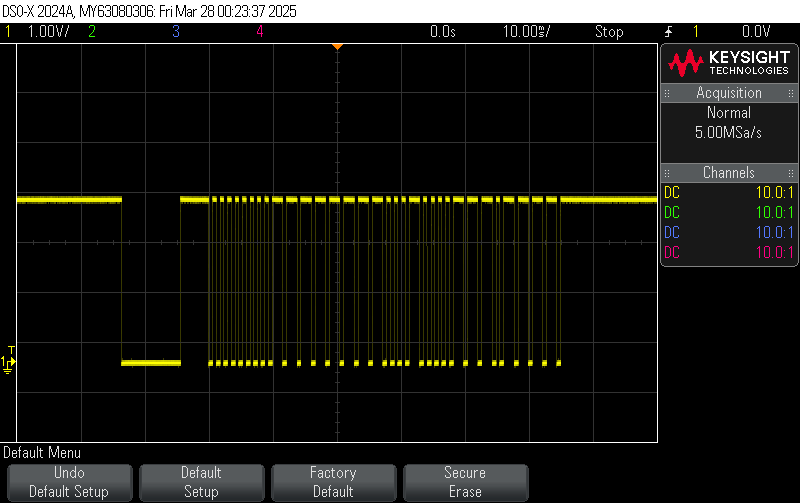 DSO-X 2024A, MY63080306: Fri Mar 28 00:23:37 2025
1 1.00V/ 2 3 4 0.0s 10.00ms/ Stop 1 0.0V
KEYSIGHT
TECHNOLOGIES
Acquisition
Normal
5.00MSa/s
Channels
DC 10.0:1
DC 10.0:1
DC 10.0:1
DC 10.0:1
T
1
Default Menu
Undo
Default Setup
Default
Setup
Factory
Default
Secure
Erase